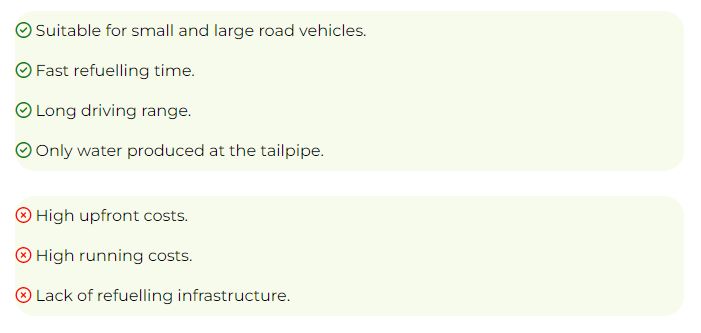 Suitable for small and large road vehicles.
Fast refuelling time.
Long driving range.
Only water produced at the tailpipe.
High upfront costs.
High running costs.
Lack of refuelling infrastructure.